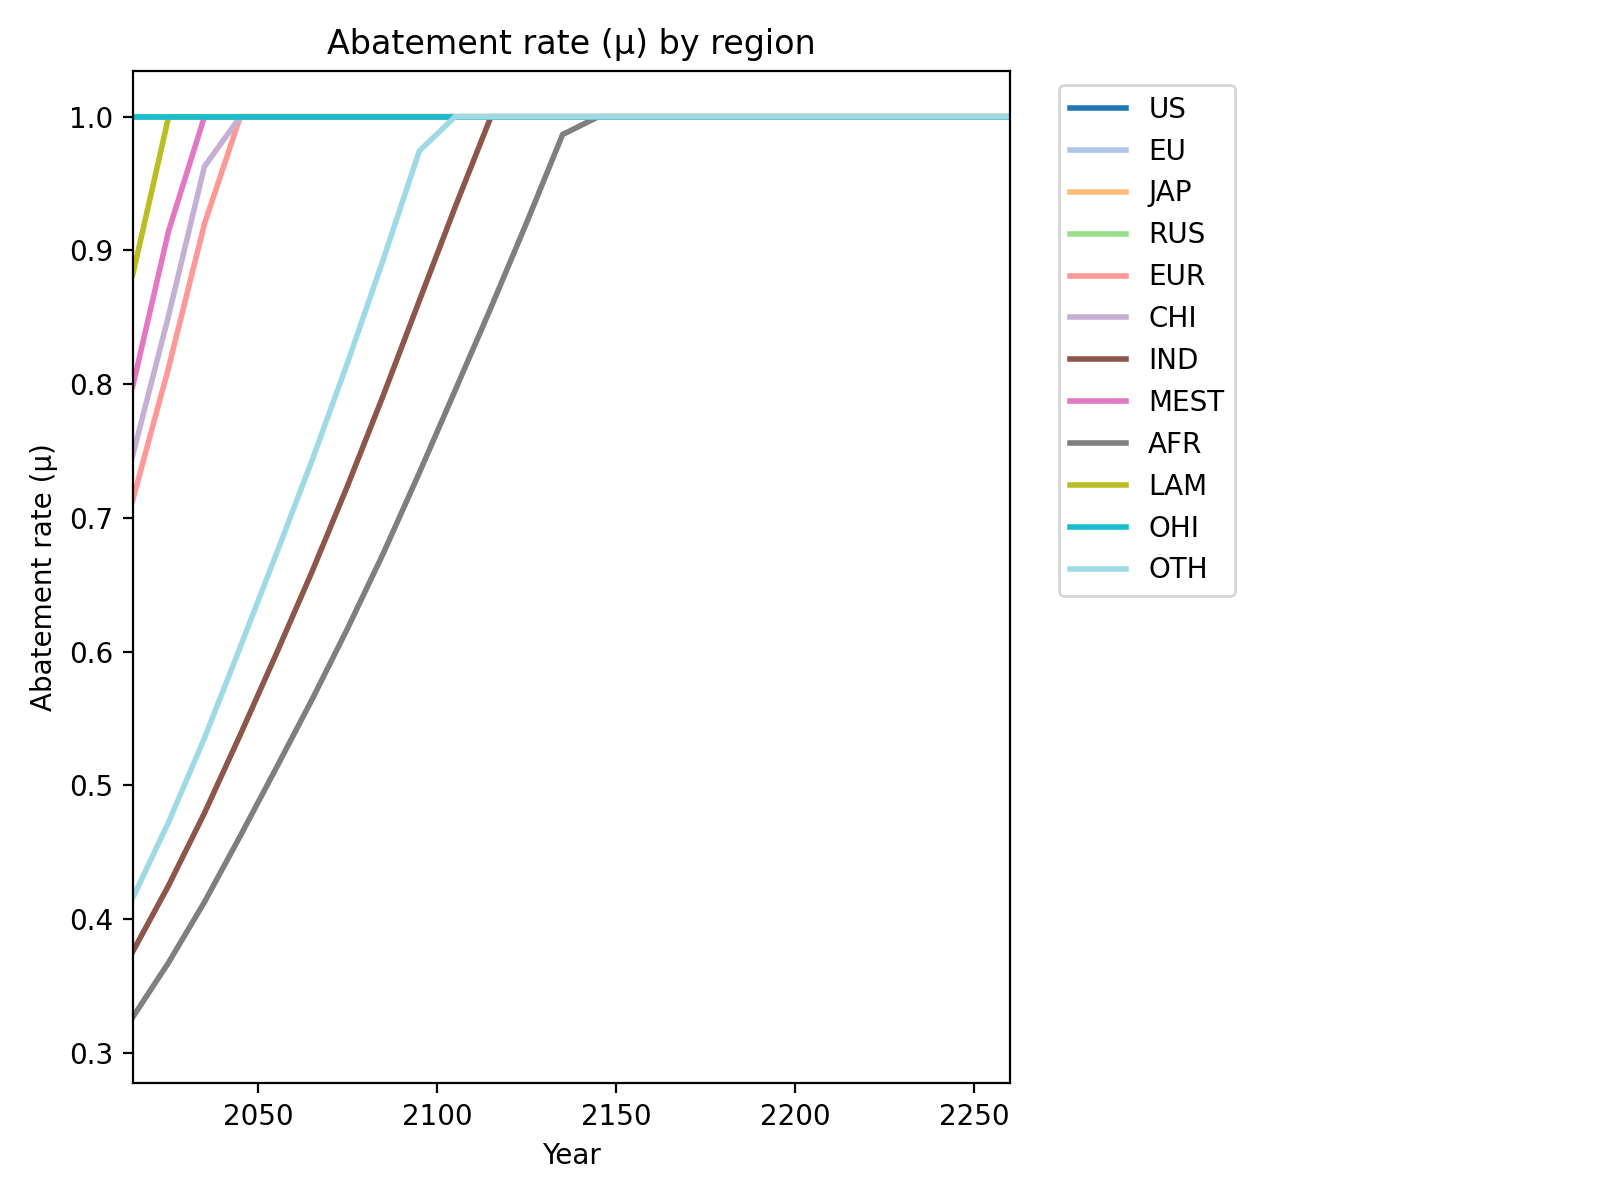 Abatement rate (μ) by region
Abatement rate (μ)
1.0
0.9
0.8
0.7
0.6
0.5
0.4
0.3
2050
2100
2150
2200
2250
Year
US
EU
JAP
RUS
EUR
CHI
IND
MEST
AFR
LAM
OHI
OTH